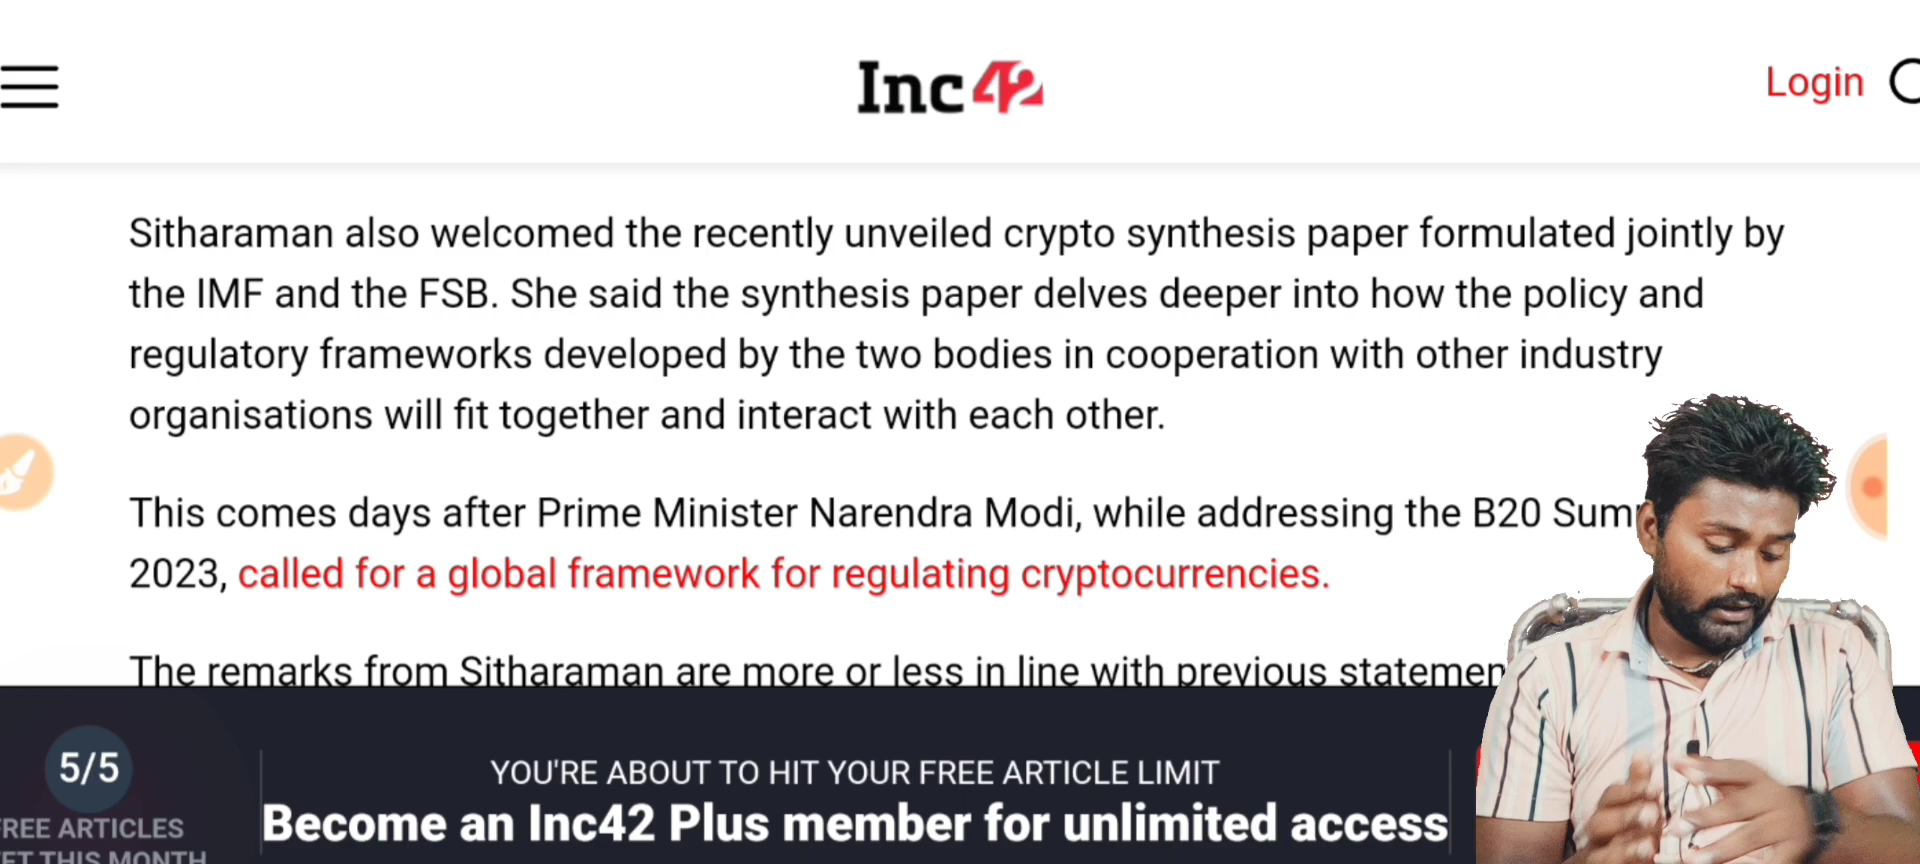 Inc42
Login
Sitharaman also welcomed the recently unveiled crypto synthesis paper formulated jointly by
the IMF and the FSB. She said the synthesis paper delves deeper into how the policy and
regulatory frameworks developed by the two bodies in cooperation with other industry
organisations will fit together and interact with each other.
This comes days after Prime Minister Narendra Modi, while addressing the B20
2023, called for a global framework for regulating cryptocurrencies.
The remarks from Sitharaman are more or less in line with previous
5/5
ARTICLES
THIS MONTH
YOU'RE ABOUT TO HIT YOUR FREE ARTICLE LIMIT
Become an Inc42 Plus member for unlimited access